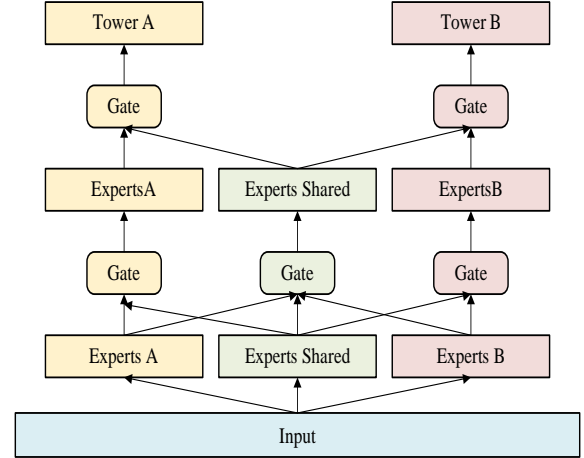 Tower A
Tower B
Gate
Gate
ExpertsA
Experts Shared
ExpertsB
Gate
Gate
Gate
Experts A
Experts Shared
Experts B
Input